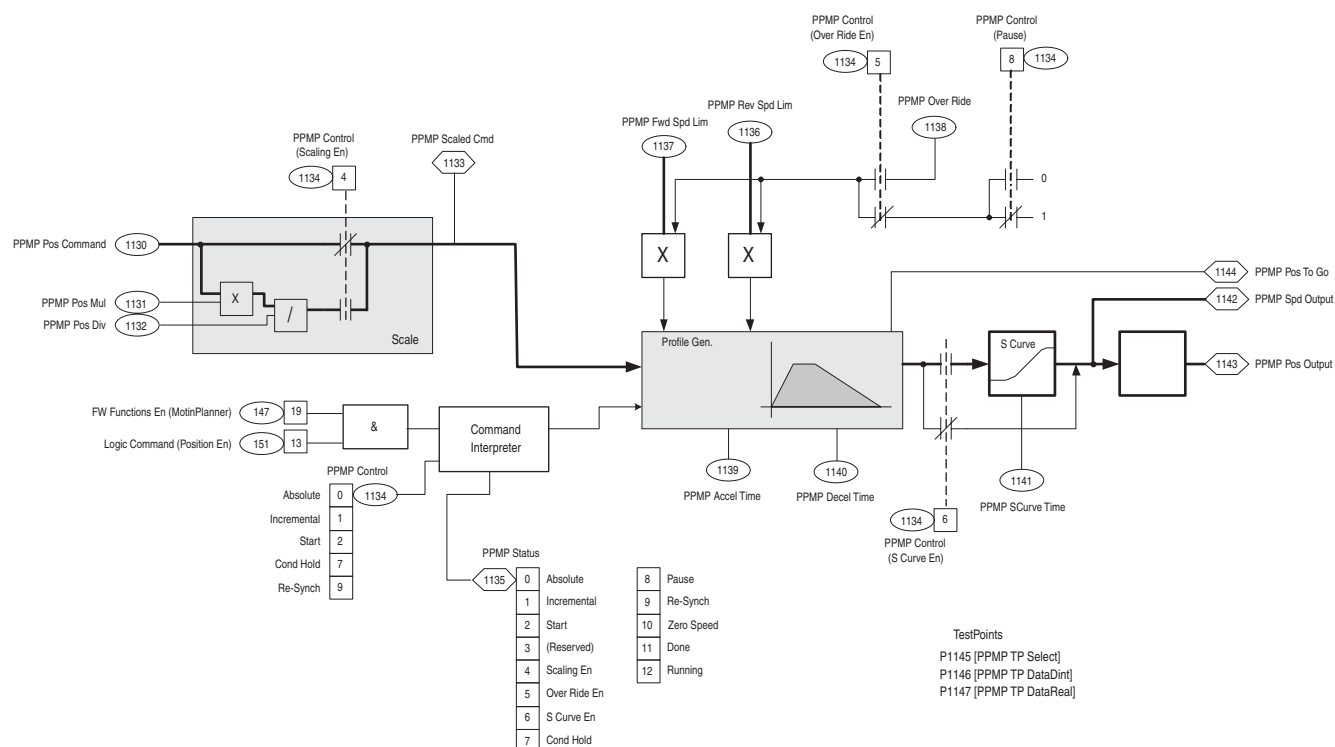 PPMP Control
(Over Ride En)
1134
5
PPMP Control
(Pause)
8
1134
PPMP Over Ride
1138
0
1
PPMP Fwd Spd Lim
1137
PPMP Rev Spd Lim
1136
X
X
PPMP Control
(Scaling En)
1134
4
PPMP Scaled Cmd
1133
PPMP Pos Command
1130
PPMP Pos Mul
1131
PPMP Pos Div
1132
X
/
Scale
Profile Gen.
1144
PPMP Pos To Go
1142
PPMP Spd Output
1143
PPMP Pos Output
S Curve
1139
PPMP Accel Time
1140
PPMP Decel Time
1141
PPMP SCurve Time
1134
6
PPMP Control
(S Curve En)
FW Functions En (MotinPlanner)
147
19
Logic Command (Position En)
151
13
&
Command
Interpreter
PPMP Control
Absolute
0
1134
Incremental
1
Start
2
Cond Hold
7
Re-Synch
9
PPMP Status
1135
0
Absolute
1
Incremental
2
Start
3
(Reserved)
4
Scaling En
5
Over Ride En
6
S Curve En
7
Cond Hold
8
Pause
9
Re-Synch
10
Zero Speed
11
Done
12
Running
TestPoints
P1145 [PPMP TP Select]
P1146 [PPMP TP DataDint]
P1147 [PPMP TP DataReal]